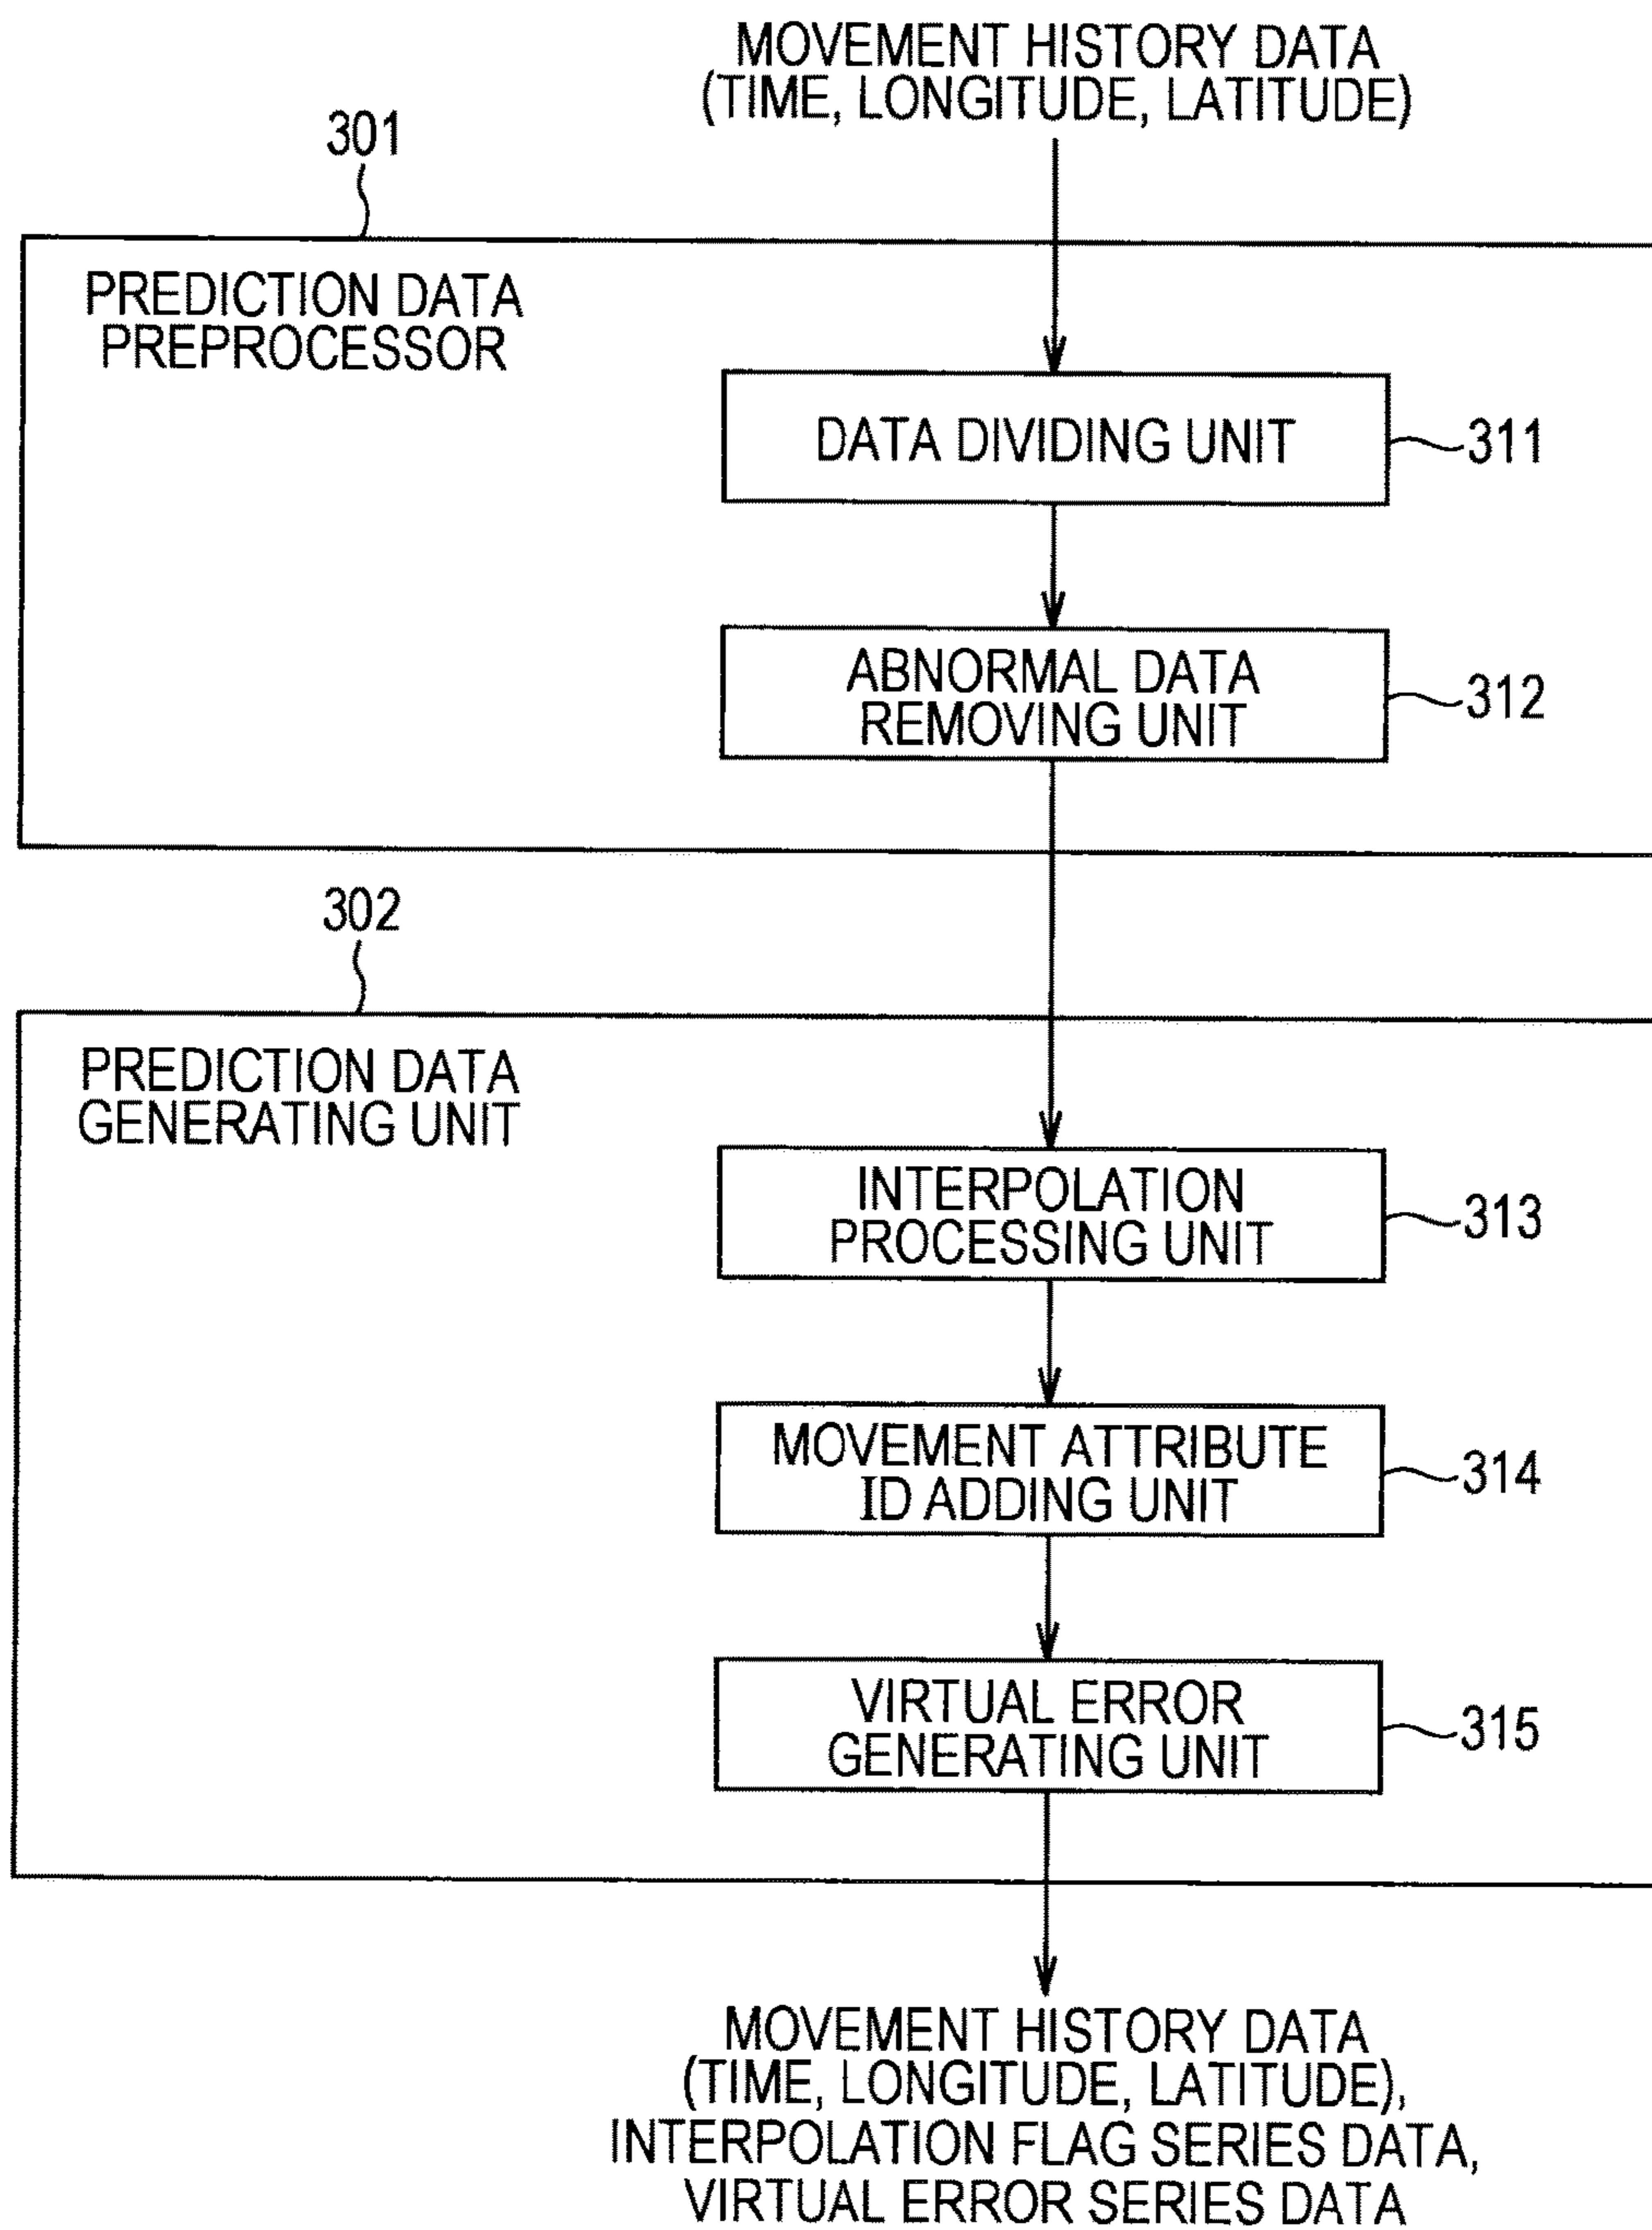 MOVEMENT HISTORY DATA
(TIME, LONGITUDE, LATITUDE)
301
PREDICTION DATA
PREPROCESSOR
DATA DIVIDING UNIT
311
ABNORMAL DATA
REMOVING UNIT
312
302
PREDICTION DATA
GENERATING UNIT
INTERPOLATION
PROCESSING UNIT
313
MOVEMENT ATTRIBUTE
ID ADDING UNIT
314
VIRTUAL ERROR
GENERATING UNIT
315
MOVEMENT HISTORY DATA
(TIME, LONGITUDE, LATITUDE),
INTERPOLATION FLAG SERIES DATA,
VIRTUAL ERROR SERIES DATA